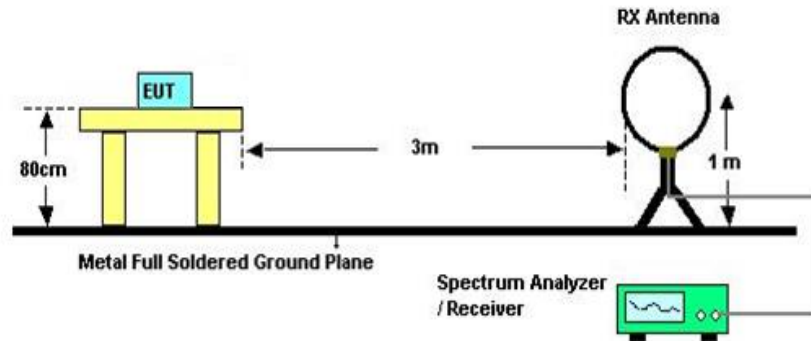 RX Antenna
EUT
3m
80cm
1 m
Metal Full Soldered Ground Plane
Spectrum Analyzer
/ Receiver